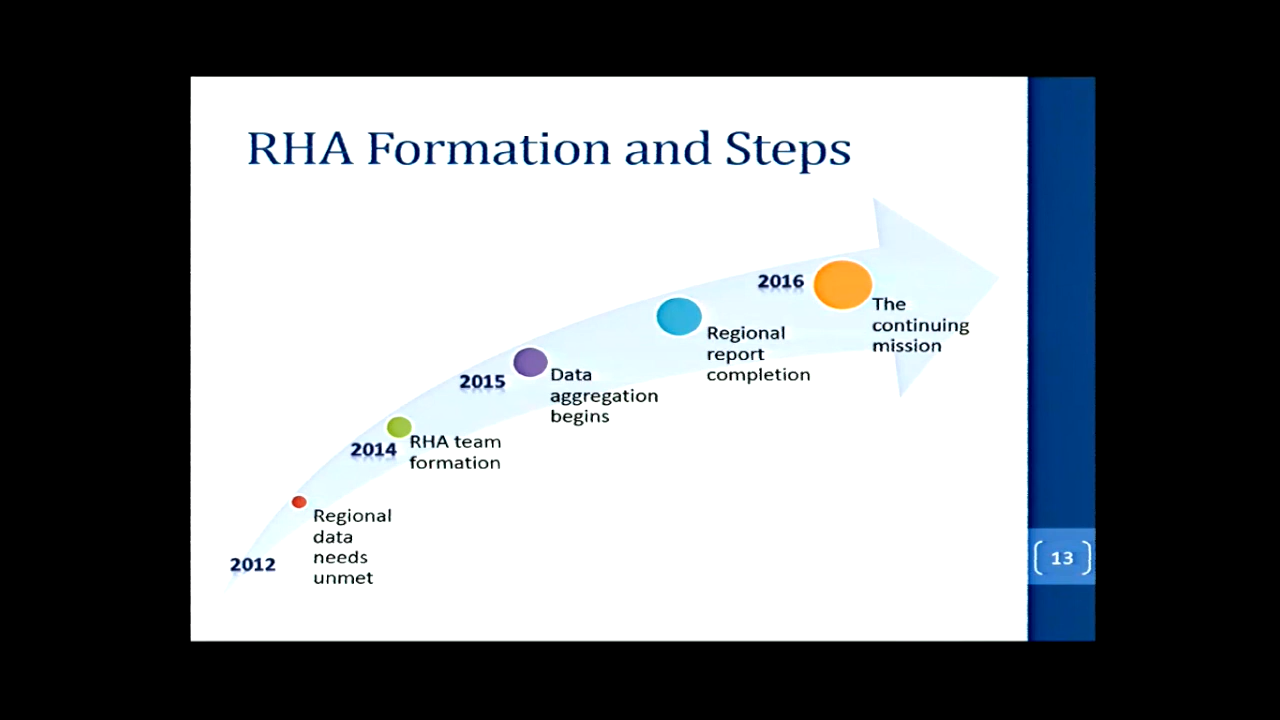 RHA Formation and Steps
2012
Regional
data
needs
unmet
2014
RHA team
formation
2015
Data
aggregation
begins
Regional
report
completion
2016
The
continuing
mission
13